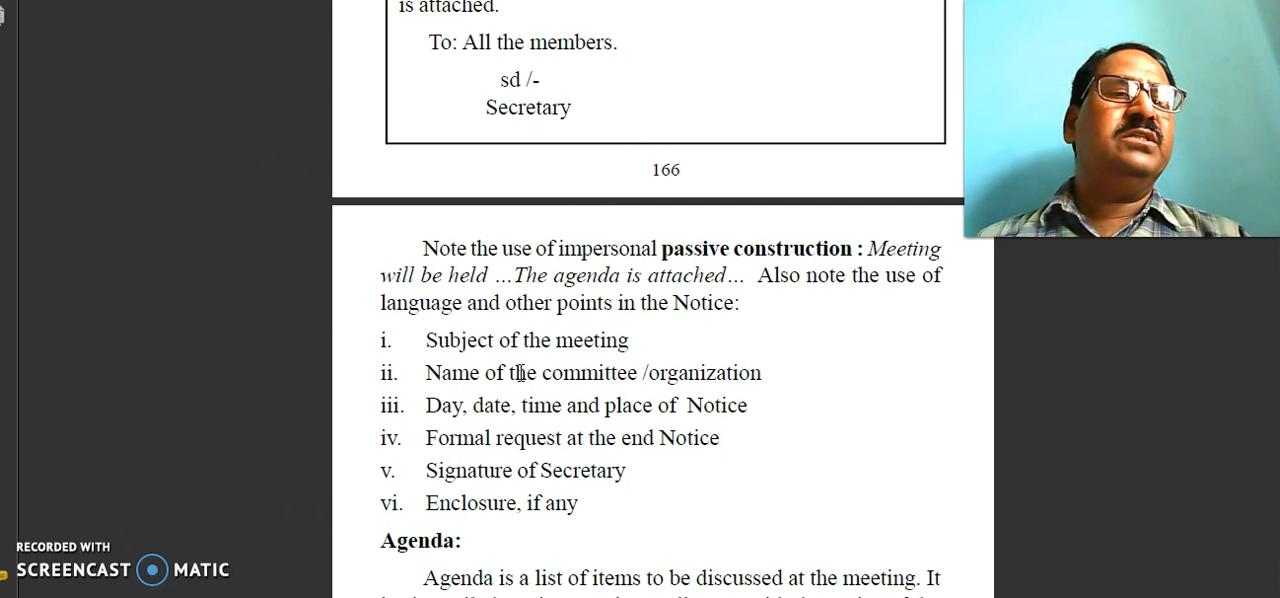 is attached.
To: All the members.
sd /-
Secretary
166
Note the use of impersonal passive construction : Meeting
will be held ...The agenda is attached... Also note the use of
language and other points in the Notice:
i. Subject of the meeting
ii. Name of the committee /organization
iii. Day, date, time and place of Notice
iv. Formal request at the end Notice
v. Signature of Secretary
vi. Enclosure, if any
Agenda:
Agenda is a list of items to be discussed at the meeting. It
RECORDED WITH
SCREENCAST MATIC